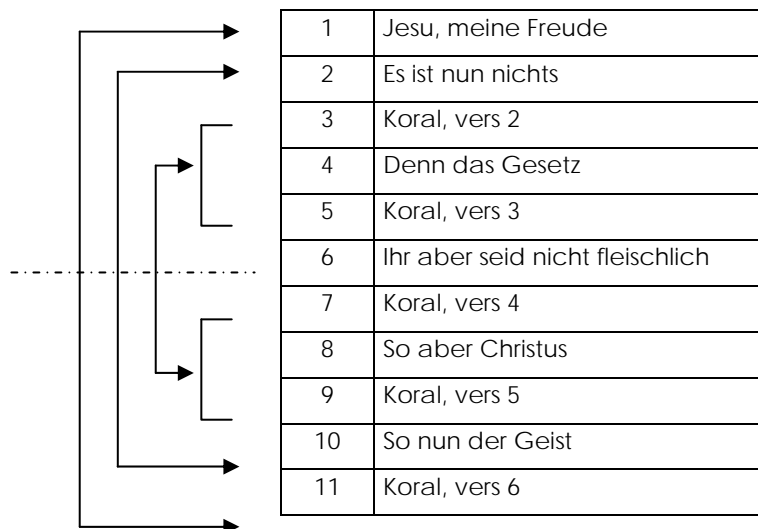 1 Jesu, meine Freude
2 Es ist nun nichts
3 Koral, vers 2
4 Denn das Gesetz
5 Koral, vers 3
6 Ihr aber seid nicht fleischlich
7 Koral, vers 4
8 So aber Christus
9 Koral, vers 5
10 So nun der Geist
11 Koral, vers 6